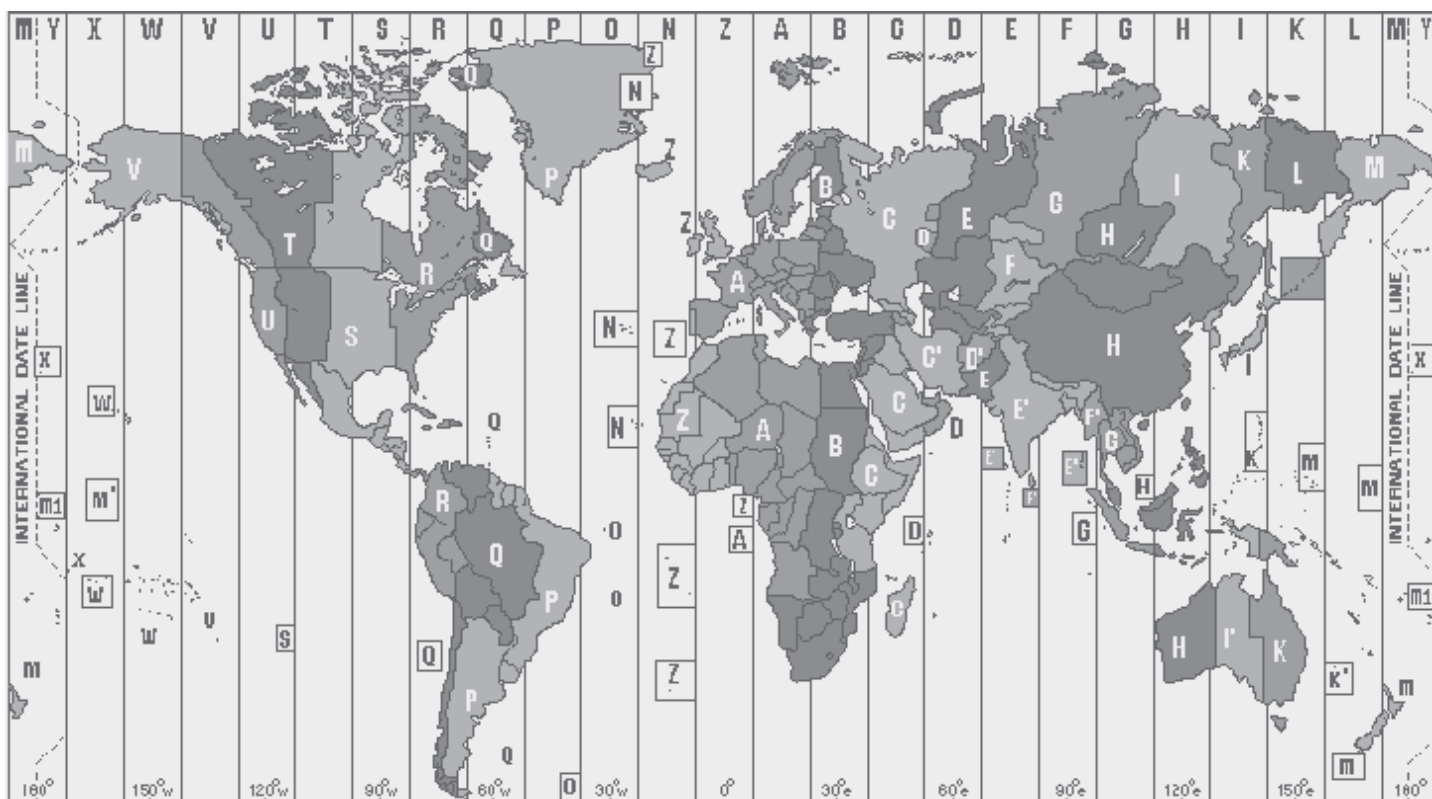 M Y X W V U T S R Q P O N Z A B C D E F G H I K L M Y
Z
Q
N
M V P Z K L M
B I
T Q Z C D E G H
R A F
INTERNATIONAL DATE LINE
INTERNATIONAL DATE LINE
U S N Z C' D' H I
X E X
W Q N Z A B C D E' F' G K
R C E' E' M M
M1 M* Z F' H
O A D G
X Q Z
W O P C M1
W V S H I' K
M Q P Z K* M
Q
O M
180° 150°W 120°W 90°W 60°W 30°W 0° 30°E 60°E 90°E 120°E 150°E 180°